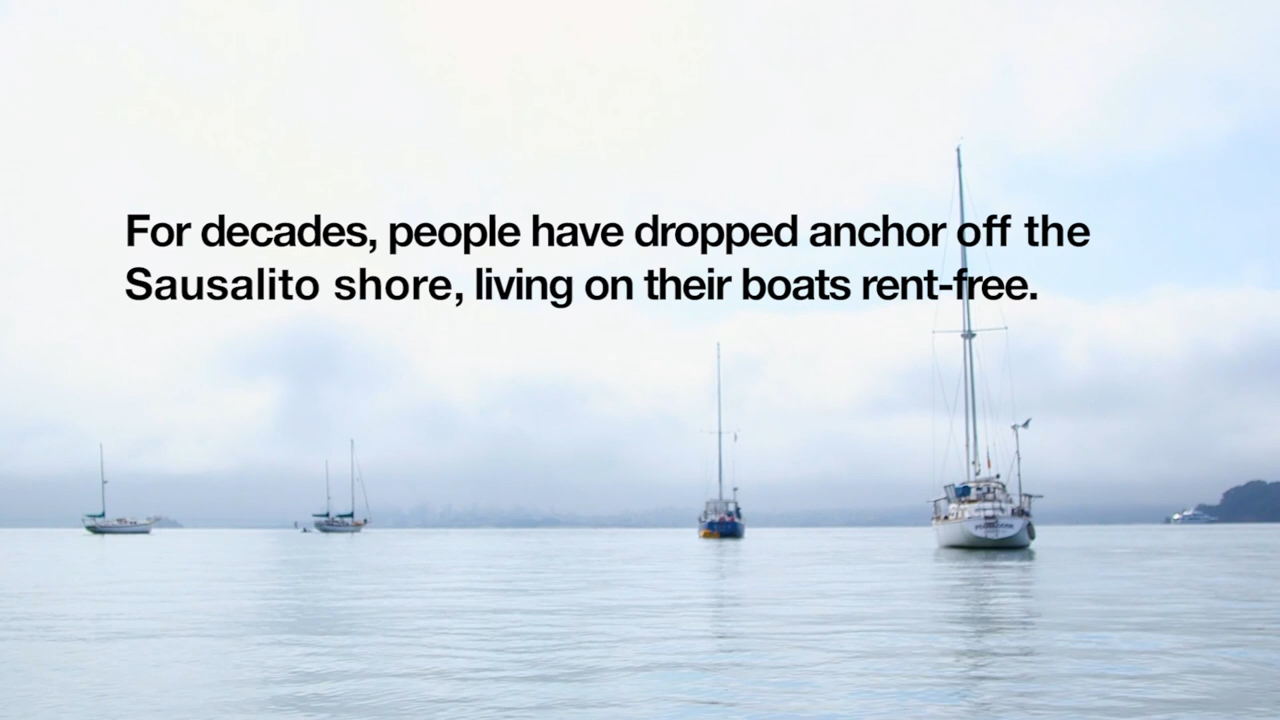 For decades, people have dropped anchor off the
Sausalito shore, living on their boats rent-free.